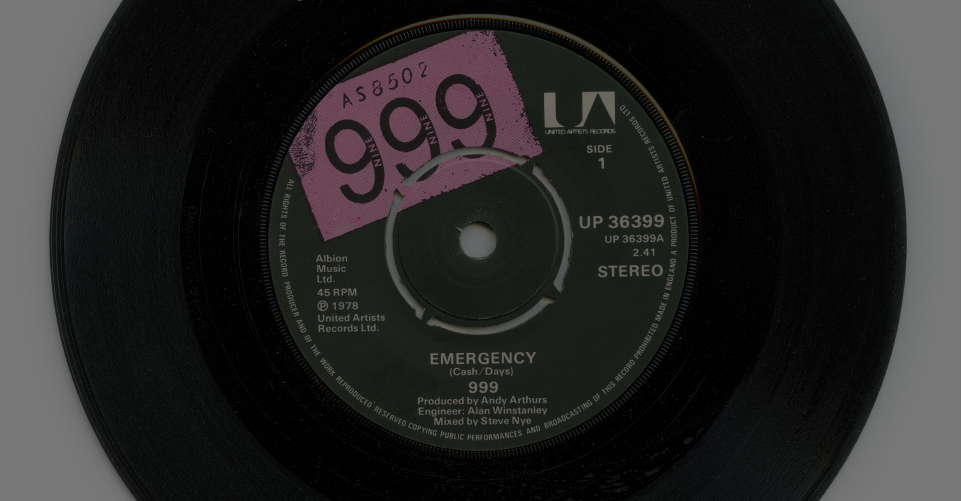 AS8502
999
NINE NINE NINE
UA
UNITED ARTISTS RECORDS
SIDE
1
UP 36399
UP 36399A
2.41
STEREO
Albion
Music
Ltd.
45 RPM
Ⓟ 1978
United Artists
Records Ltd.
EMERGENCY
(Cash/Days)
999
Produced by Andy Arthurs
Engineer: Alan Winstanley
Mixed by Steve Nye
ALL RIGHTS OF THE RECORD PRODUCER AND OF THE WORK REPRODUCED RESERVED COPYING PUBLIC PERFORMANCES AND BROADCASTING OF THIS RECORD PROHIBITED MADE IN ENGLAND A PRODUCT OF UNITED ARTISTS RECORDS LTD